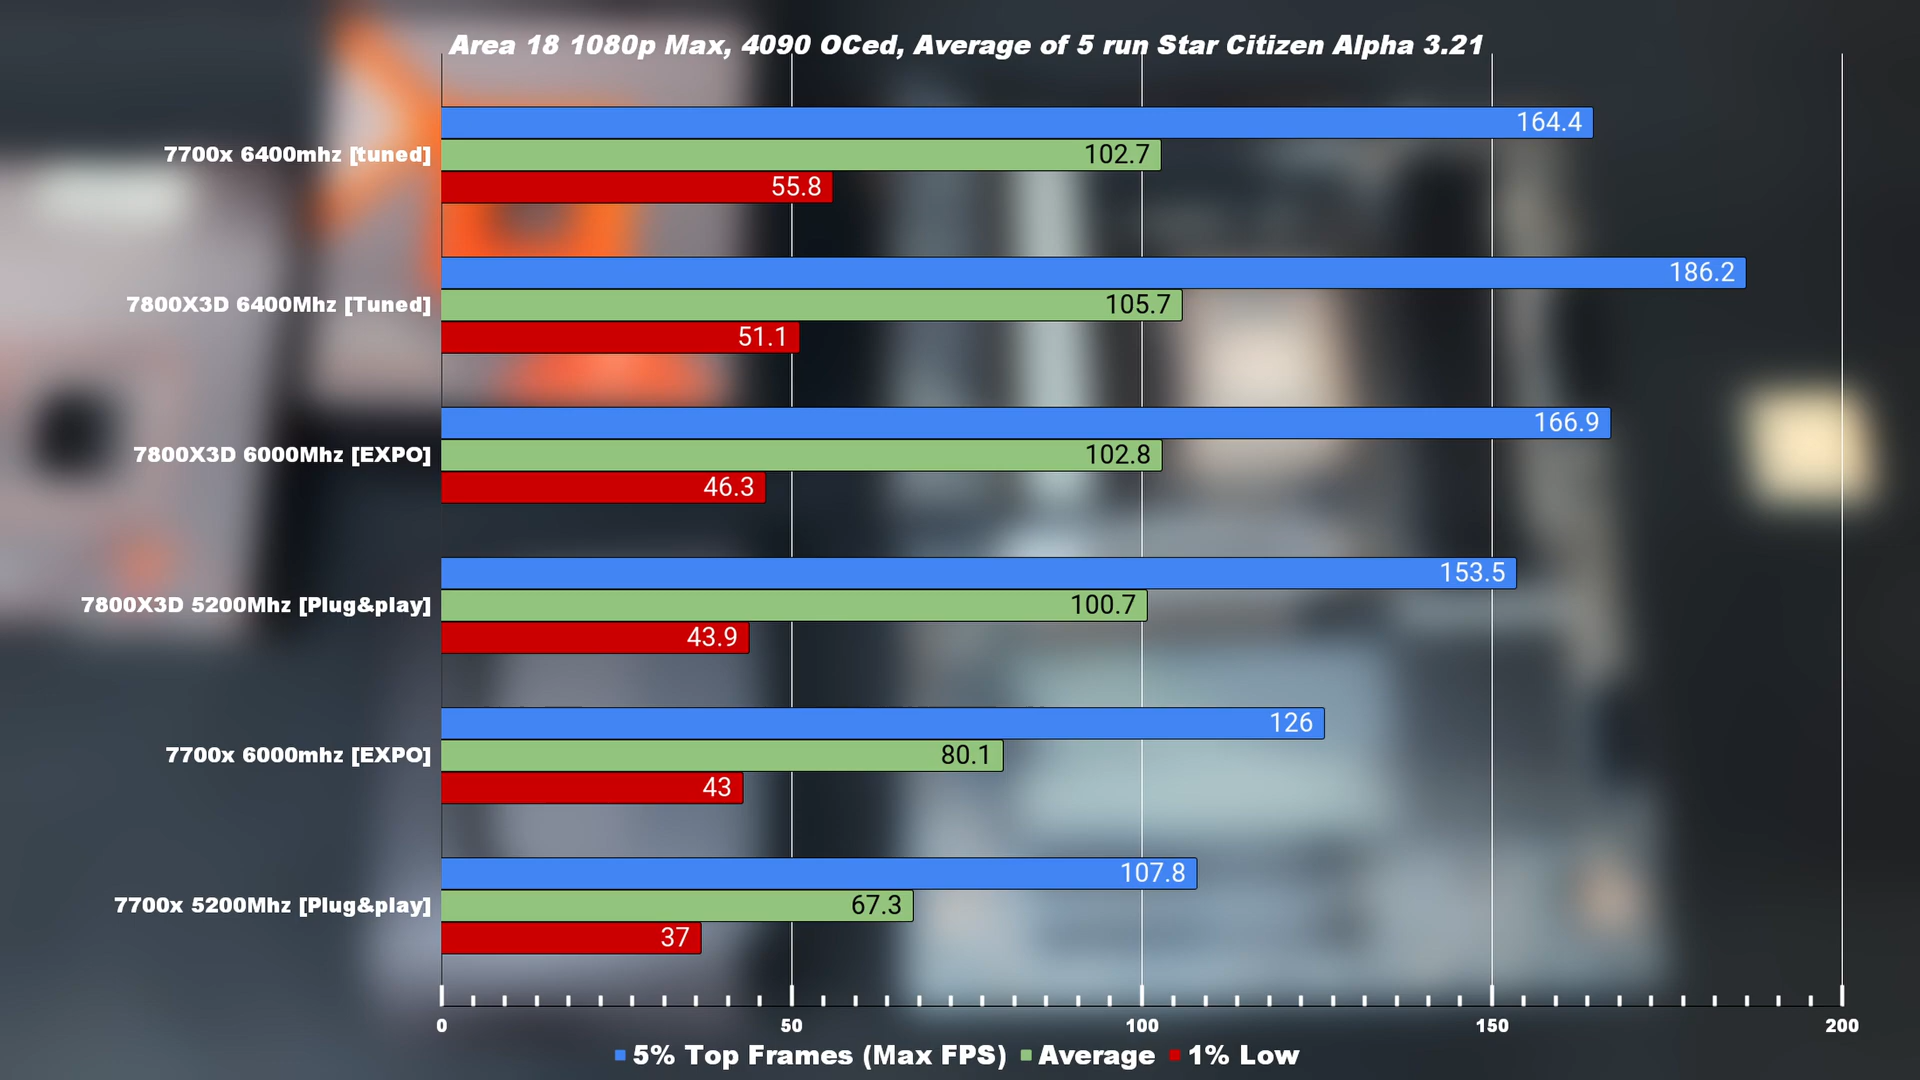 Area 18 1080p Max, 4090 OCed, Average of 5 run Star Citizen Alpha 3.21
7700x 6400mhz [tuned]
164.4
102.7
55.8
7800X3D 6400Mhz [Tuned]
186.2
105.7
51.1
7800X3D 6000Mhz [EXPO]
166.9
102.8
46.3
7800X3D 5200Mhz [Plug&play]
153.5
100.7
43.9
7700x 6000mhz [EXPO]
126
80.1
43
7700x 5200Mhz [Plug&play]
107.8
67.3
37
0 50 100 150 200
5% Top Frames (Max FPS) Average 1% Low